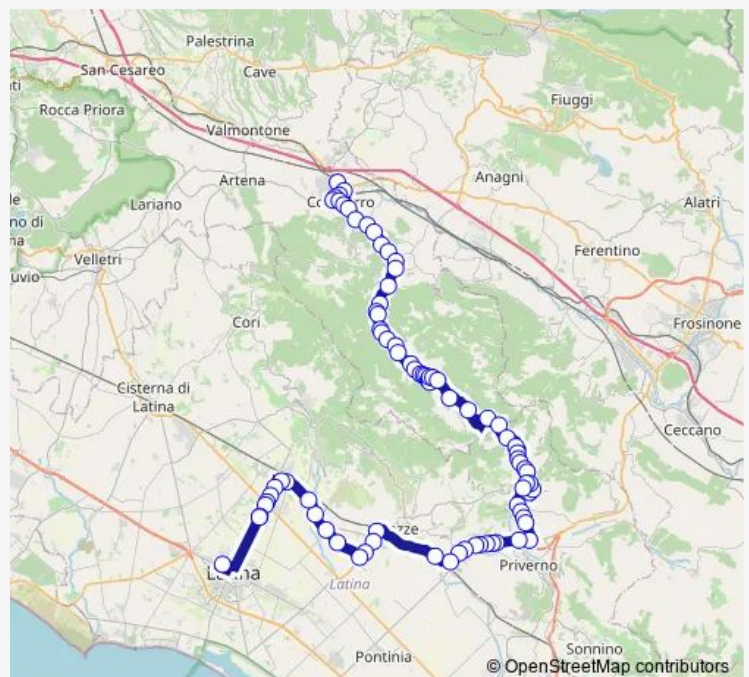 Palestrina
San Cesareo
Cave
Fiuggi
Rocca Priora
Valmontone
Artena
Anagni
Lariano
Alatri
Velletri
Ferentino
Cori
Frosinone
Cisterna di
Latina
Ceccano
Latina
Latina
Priverno
Pontinia
Sonnino
© OpenStreetMap contributors